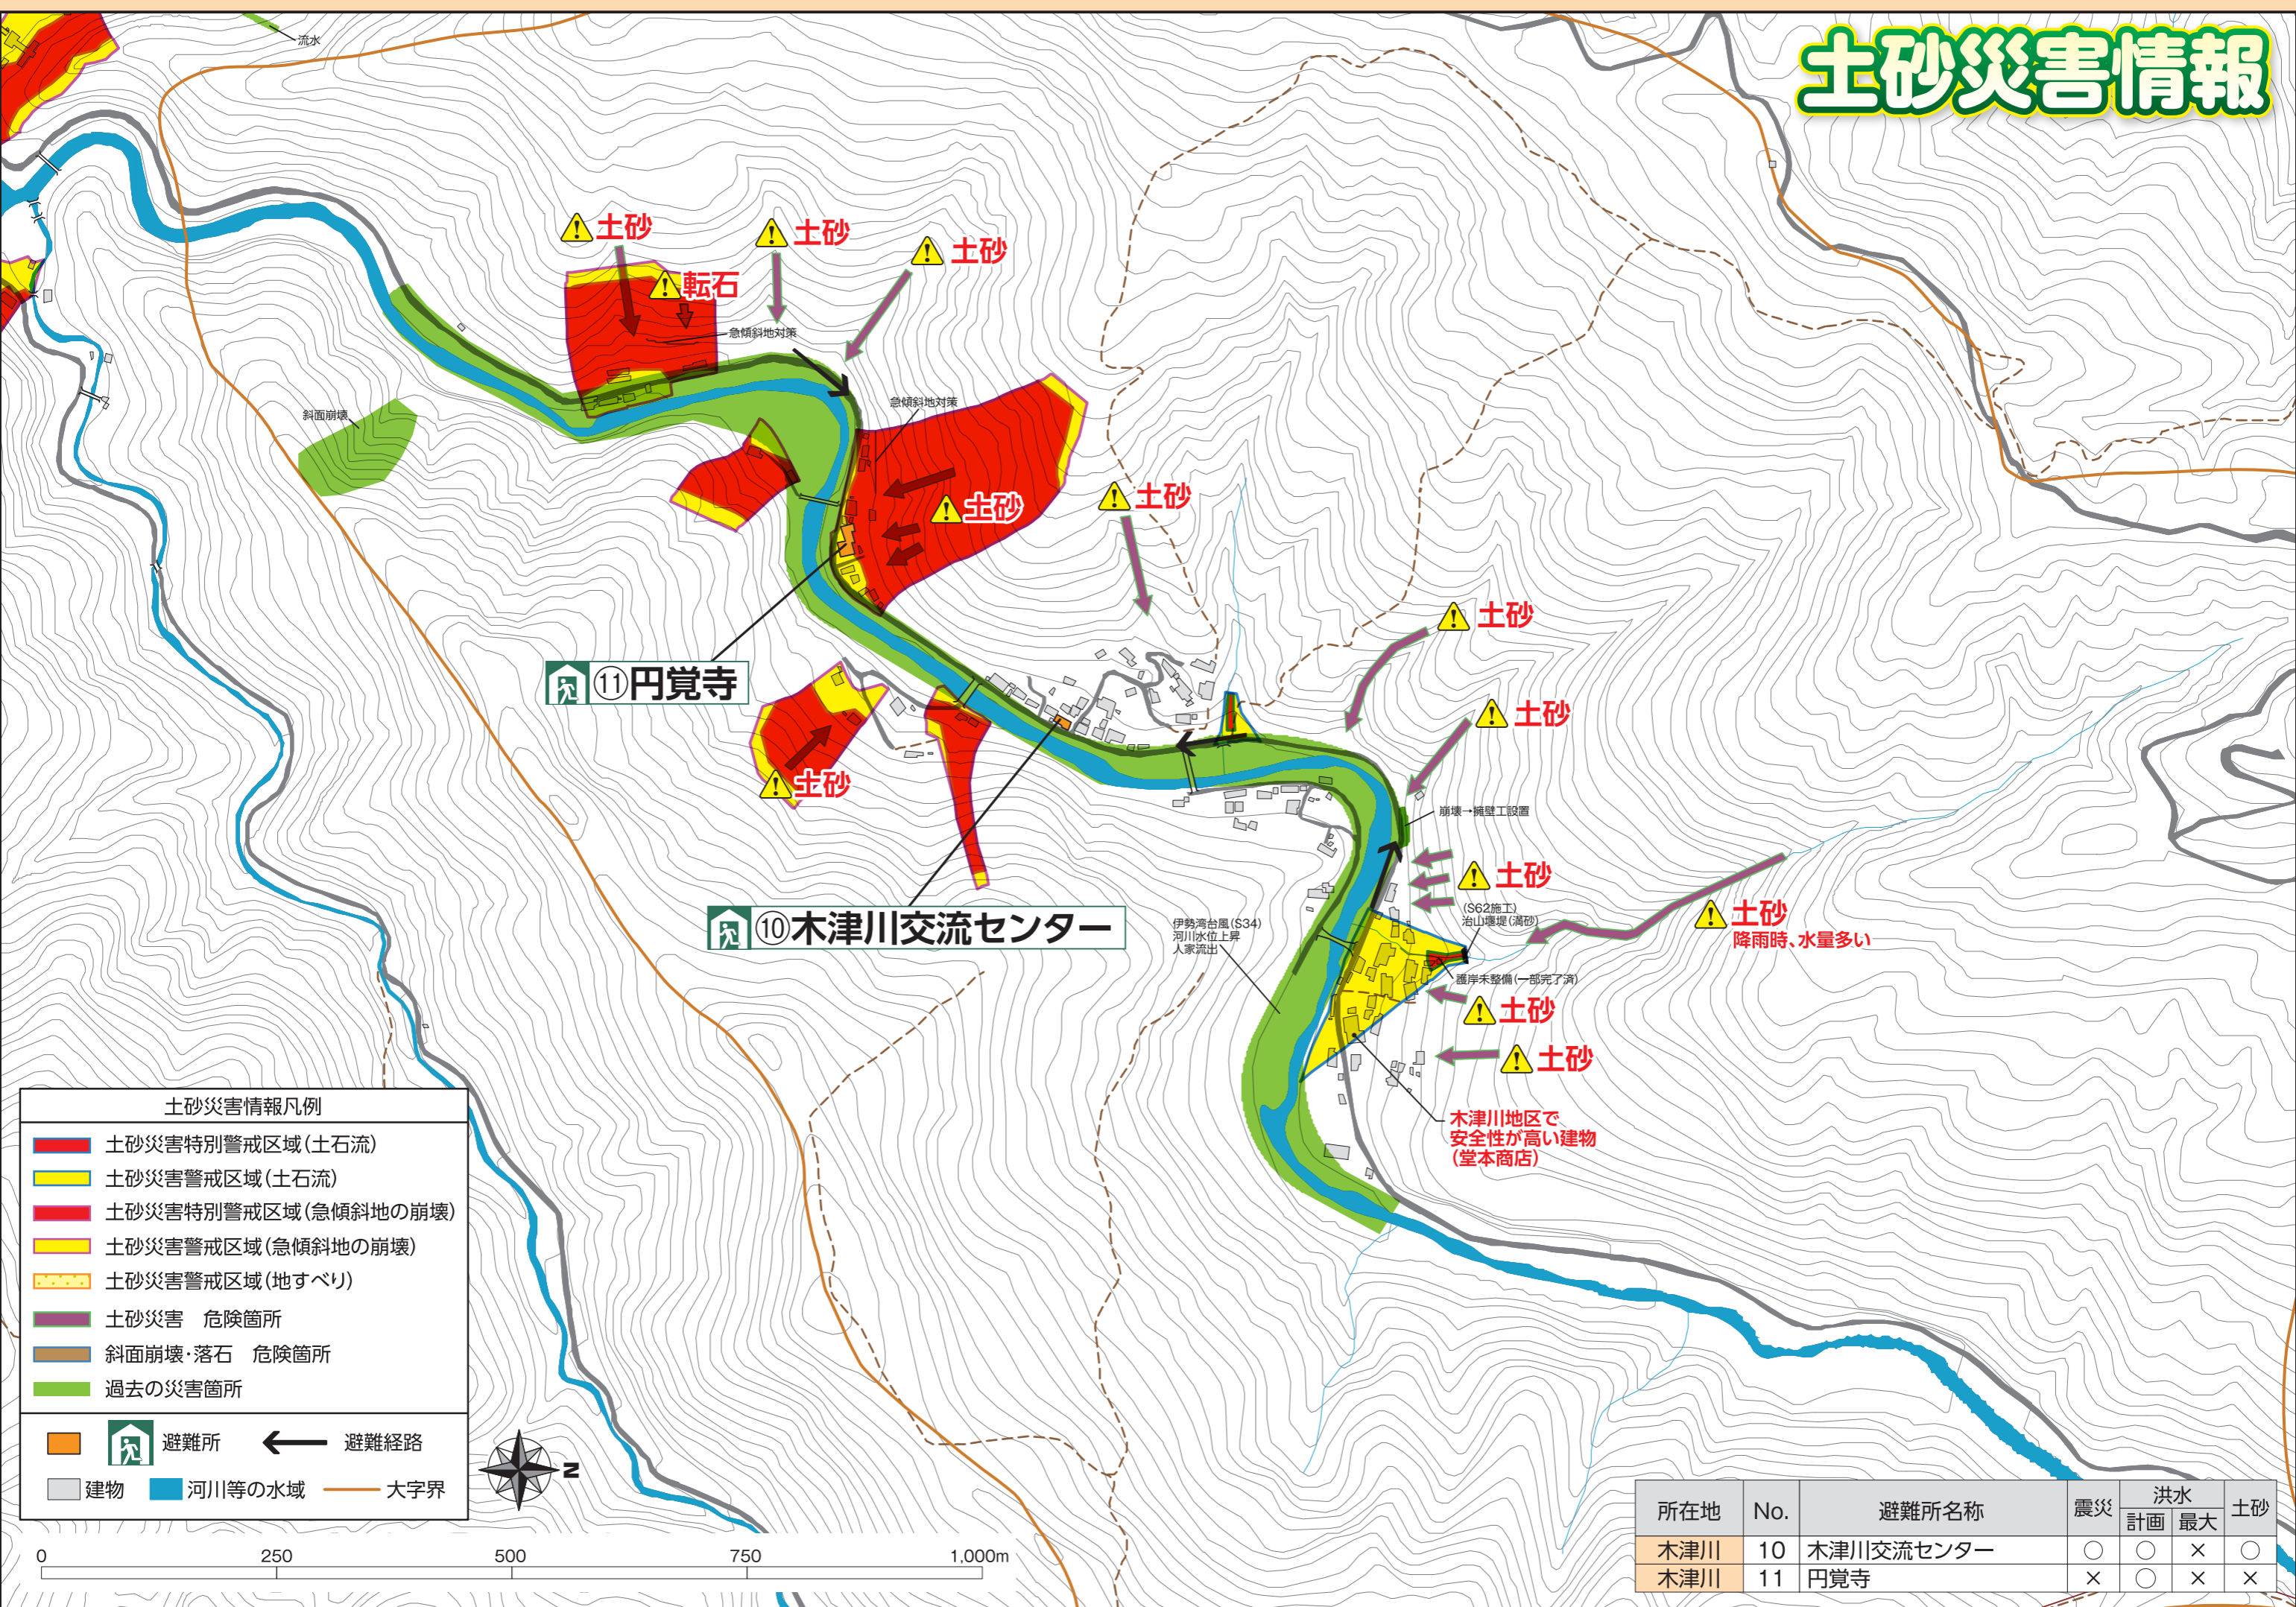 土砂災害情報
流水
土砂
土砂
土砂
転石
急傾斜地対策
急傾斜地対策
斜面崩壊
土砂
土砂
土砂
⑪円覚寺
土砂
土砂
崩壊→擁壁工設置
⑩木津川交流センター
土砂
(S62施工)
治山堰堤(満砂)
伊勢湾台風(S34)
河川水位上昇
人家流出
土砂
降雨時、水量多い
護岸未整備(一部完了済)
土砂
土砂
木津川地区で
安全性が高い建物
(堂本商店)
土砂災害情報凡例
土砂災害特別警戒区域(土石流)
土砂災害警戒区域(土石流)
土砂災害特別警戒区域(急傾斜地の崩壊)
土砂災害警戒区域(急傾斜地の崩壊)
土砂災害警戒区域(地すべり)
土砂災害 危険箇所
斜面崩壊・落石 危険箇所
過去の災害箇所
避難所 避難経路
建物 河川等の水域 大字界
N
0 250 500 750 1,000m
所在地 No. 避難所名称 震災 洪水 土砂
計画 最大
木津川 10 木津川交流センター ○ ○ × ○
木津川 11 円覚寺 × ○ × ×